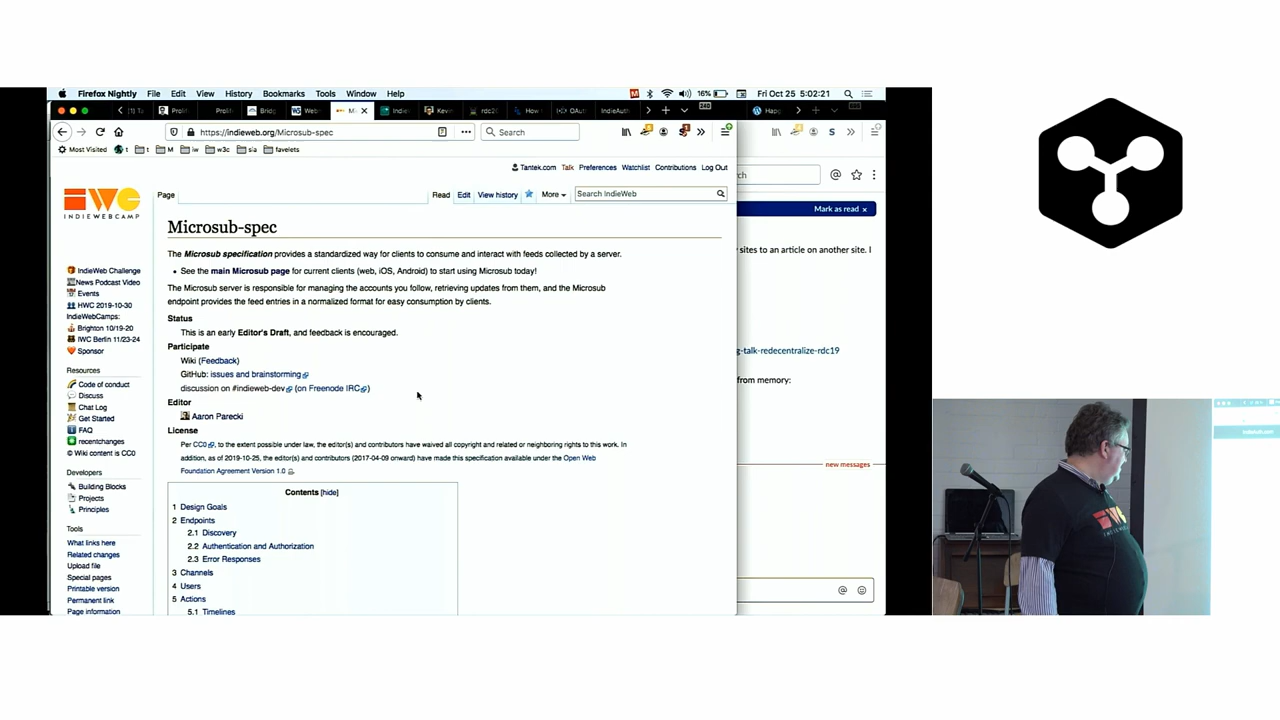 Firefox Nightly File Edit View History Bookmarks Tools Window Help
16% Fri Oct 25 5:02:21
https://indieweb.org/Microsub-spec
Search
Most Visited t t M iw w3c sia favelets
Tantek.com Talk Preferences Watchlist Contributions Log Out
IWC
INDIEWEBCAMP
Page
Read Edit View history More Search IndieWeb
Mark as read x
Microsub-spec
The Microsub specification provides a standardized way for clients to consume and interact with feeds collected by a server.
sites to an article on another site. I
See the main Microsub page for current clients (web, iOS, Android) to start using Microsub today!
The Microsub server is responsible for managing the accounts you follow, retrieving updates from them, and the Microsub
endpoint provides the feed entries in a normalized format for easy consumption by clients.
Status
This is an early Editor's Draft, and feedback is encouraged.
Participate
Wiki (Feedback)
g-talk-redecentralize-rdc19
GitHub: issues and brainstorming
from memory:
discussion on #indieweb-dev (on Freenode IRC)
Editor
Aaron Parecki
License
Per CC0, to the extent possible under law, the editor(s) and contributors have waived all copyright and related or neighboring rights to this work. In
addition, as of 2019-10-25, the editor(s) and contributors (2017-04-09 onward) have made this specification available under the Open Web
Foundation Agreement Version 1.0
new messages
Contents [hide]
1 Design Goals
2 Endpoints
2.1 Discovery
2.2 Authentication and Authorization
2.3 Error Responses
3 Channels
4 Users
5 Actions
5.1 Timelines
IndieWeb Challenge
News Podcast Video
Events
HWC 2019-10-30
IndieWebCamps:
Brighton 10/19-20
IWC Berlin 11/23-24
Sponsor
Resources
Code of conduct
Discuss
Chat Log
Get Started
FAQ
recentchanges
Wiki content is CC0
Developers
Building Blocks
Projects
Principles
Tools
What links here
Related changes
Upload file
Special pages
Printable version
Permanent link
Page information